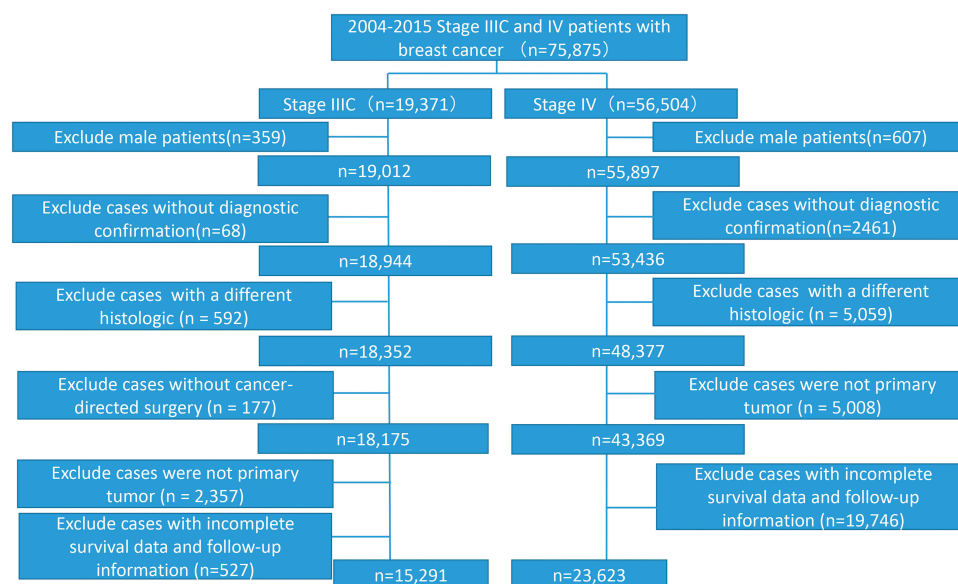 2004-2015 Stage IIIC and IV patients with
breast cancer （n=75,875）
Stage IIIC（n=19,371）
Stage IV（n=56,504）
Exclude male patients(n=359)
Exclude male patients(n=607)
n=19,012
n=55,897
Exclude cases without diagnostic
confirmation(n=68)
Exclude cases without diagnostic
confirmation(n=2461)
n=18,944
n=53,436
Exclude cases  with a different
histologic (n = 592)
Exclude cases  with a different
histologic (n = 5,059)
n=18,352
n=48,377
Exclude cases without cancer-
directed surgery (n = 177)
Exclude cases were not primary
tumor (n = 5,008)
n=18,175
n=43,369
Exclude cases were not primary
tumor (n = 2,357)
Exclude cases with incomplete
survival data and follow-up
information (n=19,746)
Exclude cases with incomplete
survival data and follow-up
information (n=527)
n=15,291
n=23,623